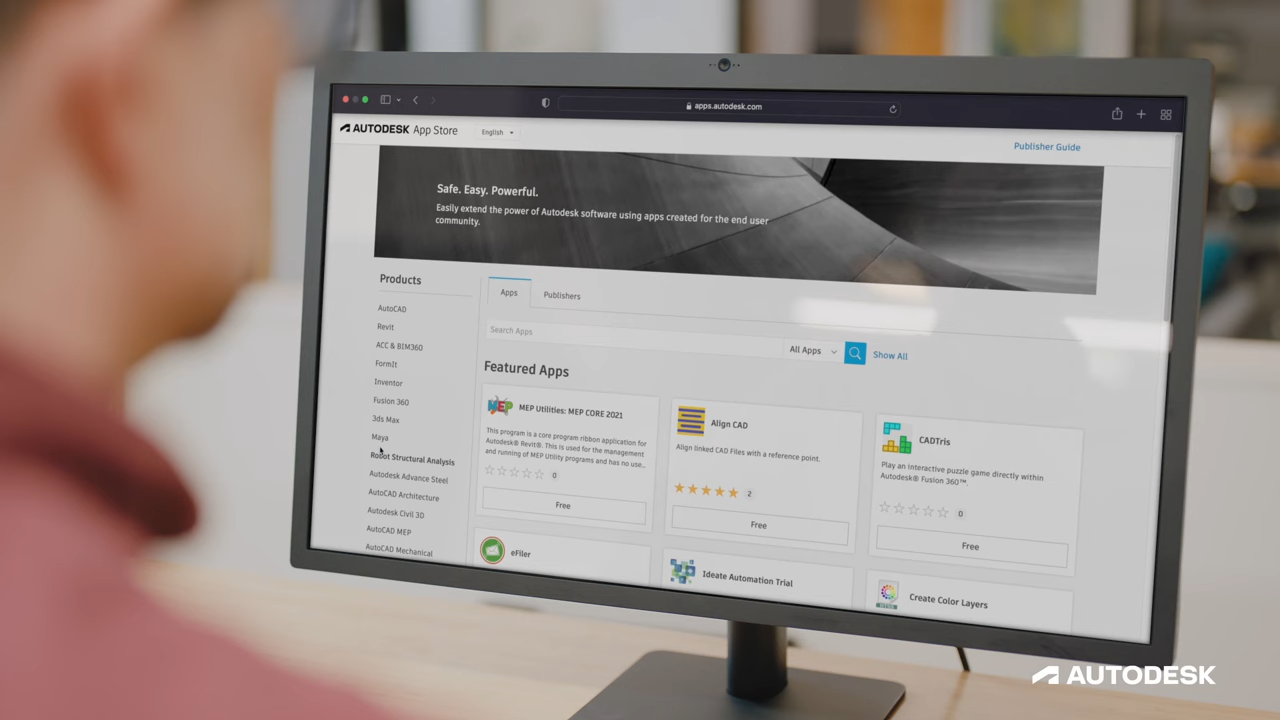 apps.autodesk.com
AUTODESK App Store
English
Publisher Guide
Safe. Easy. Powerful.
Easily extend the power of Autodesk software using apps created for the end user
community.
Products
AutoCAD
Revit
ACC & BIM360
FormIt
Inventor
Fusion 360
3ds Max
Maya
Robot Structural Analysis
Autodesk Advance Steel
AutoCAD Architecture
Autodesk Civil 3D
AutoCAD MEP
AutoCAD Mechanical
Apps
Publishers
Search Apps
All Apps
Show All
Featured Apps
MEP
MEP Utilities: MEP CORE 2021
This program is a core program ribbon application for
Autodesk® Revit®. This is used for the management
and running of MEP Utility programs and has no use...
0
Free
Align CAD
Align linked CAD Files with a reference point.
2
Free
CADTris
Play an interactive puzzle game directly within
Autodesk® Fusion 360™.
0
Free
eFiler
Ideate Automation Trial
Create Color Layers
AUTODESK